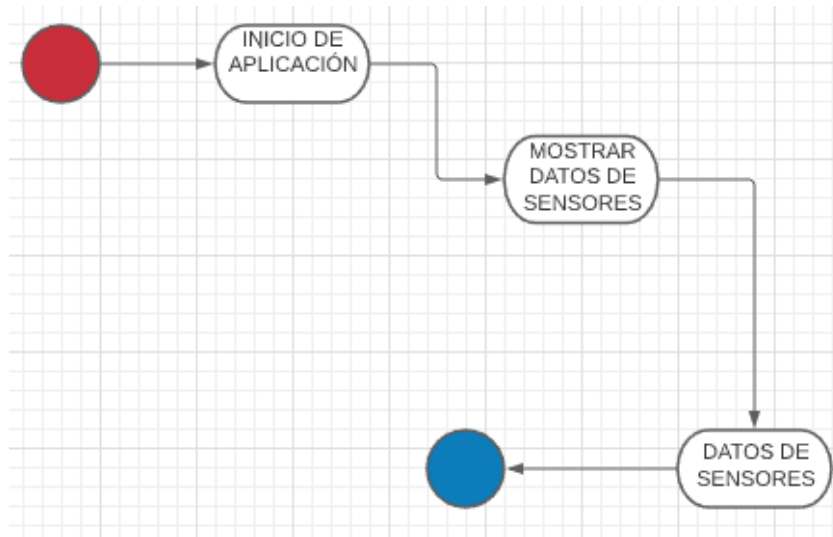 INICIO DE
APLICACIÓN
MOSTRAR
DATOS DE
SENSORES
DATOS DE
SENSORES